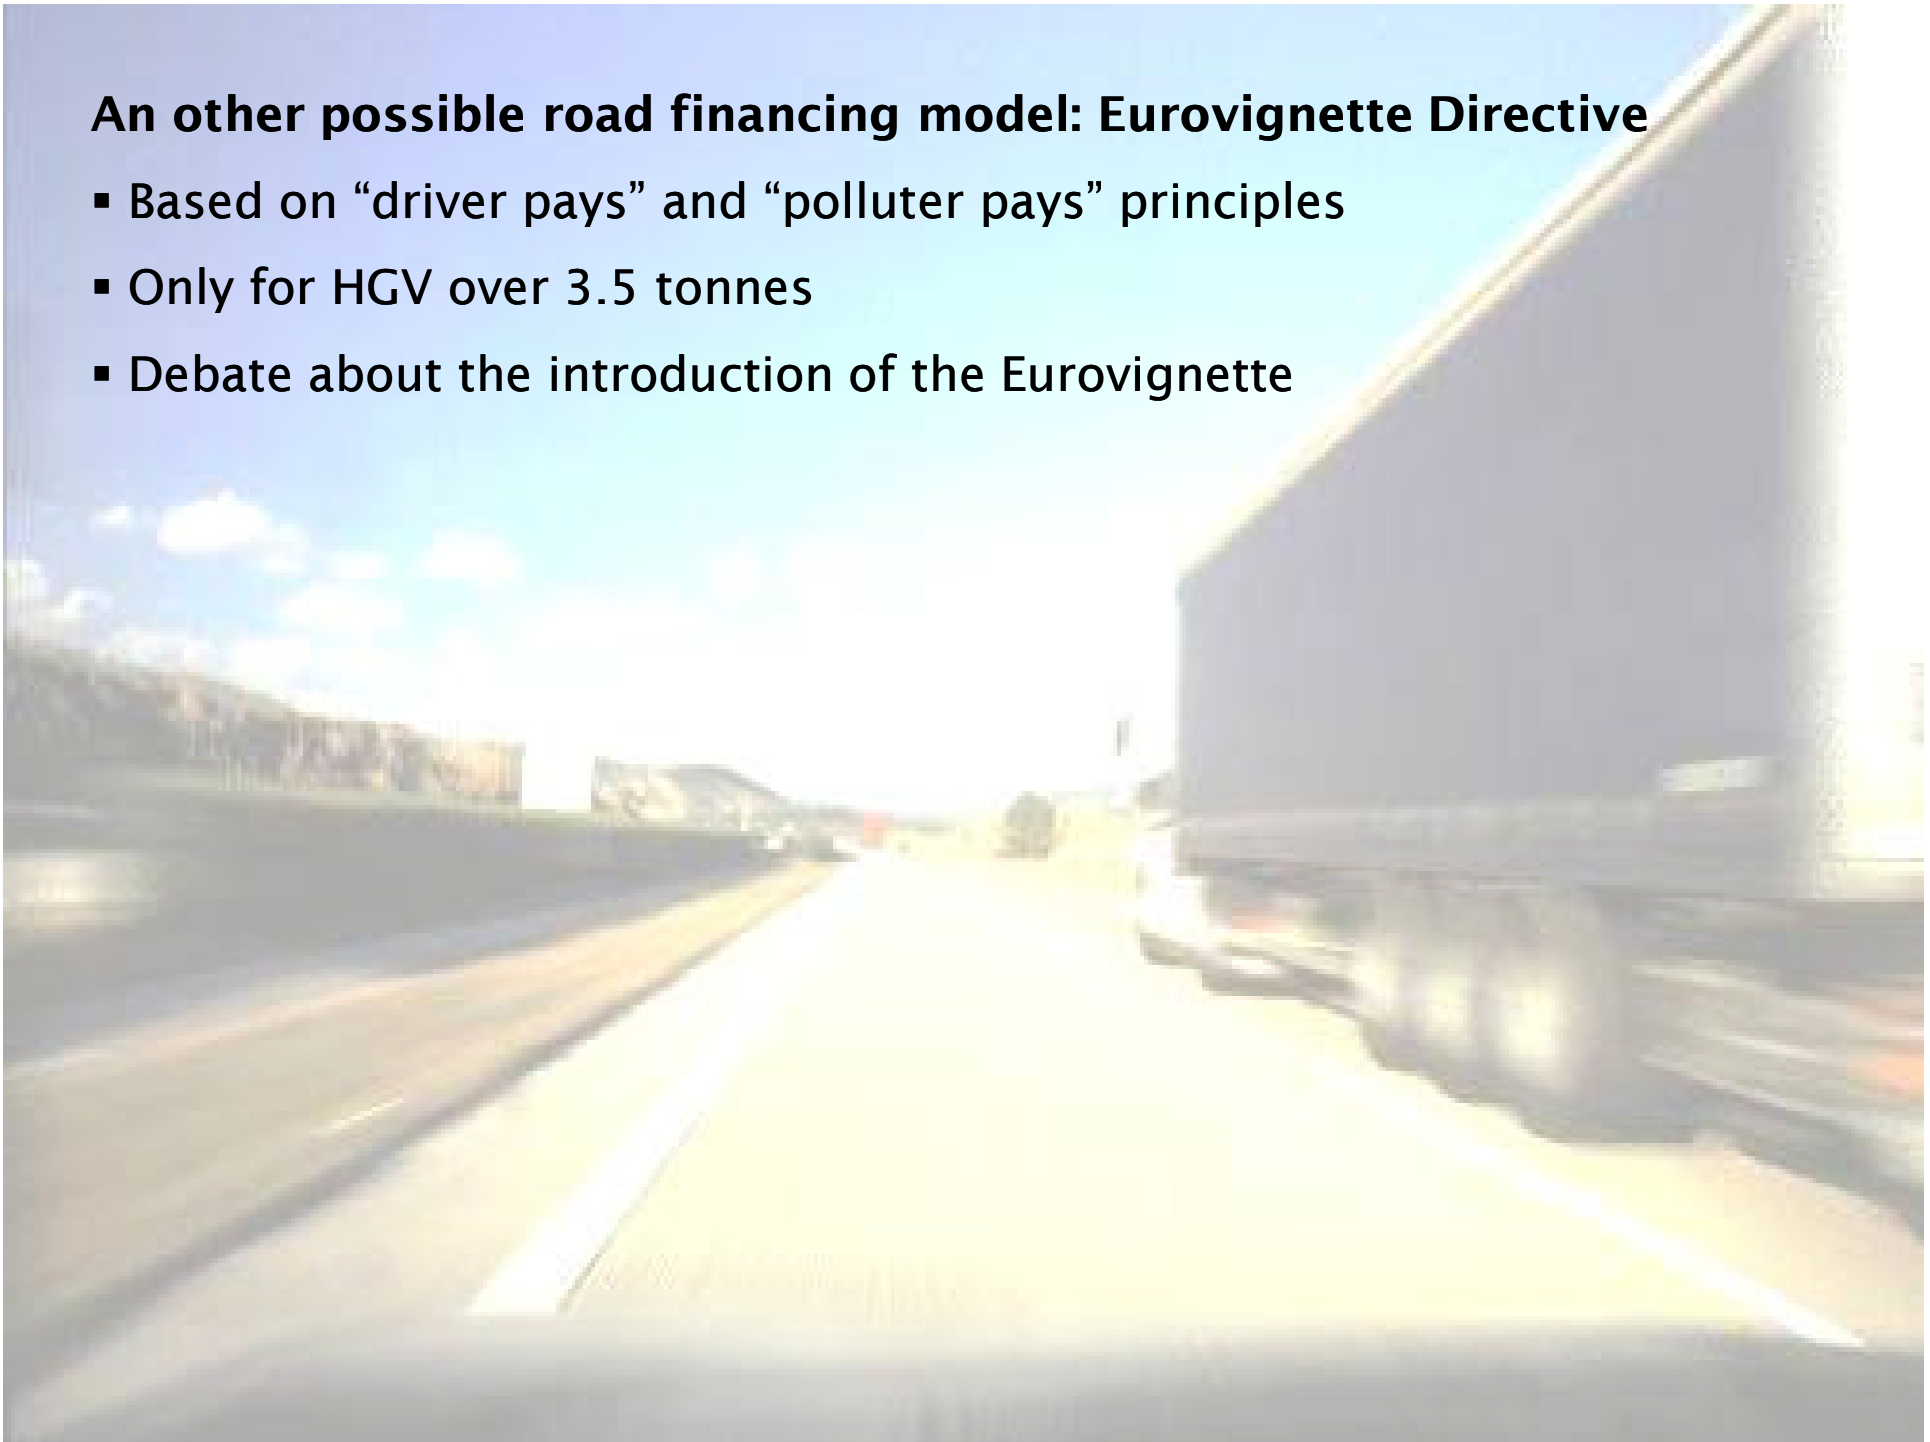 An other possible road financing model: Eurovignette Directive
▪ Based on “driver pays” and “polluter pays” principles
▪ Only for HGV over 3.5 tonnes
▪ Debate about the introduction of the Eurovignette